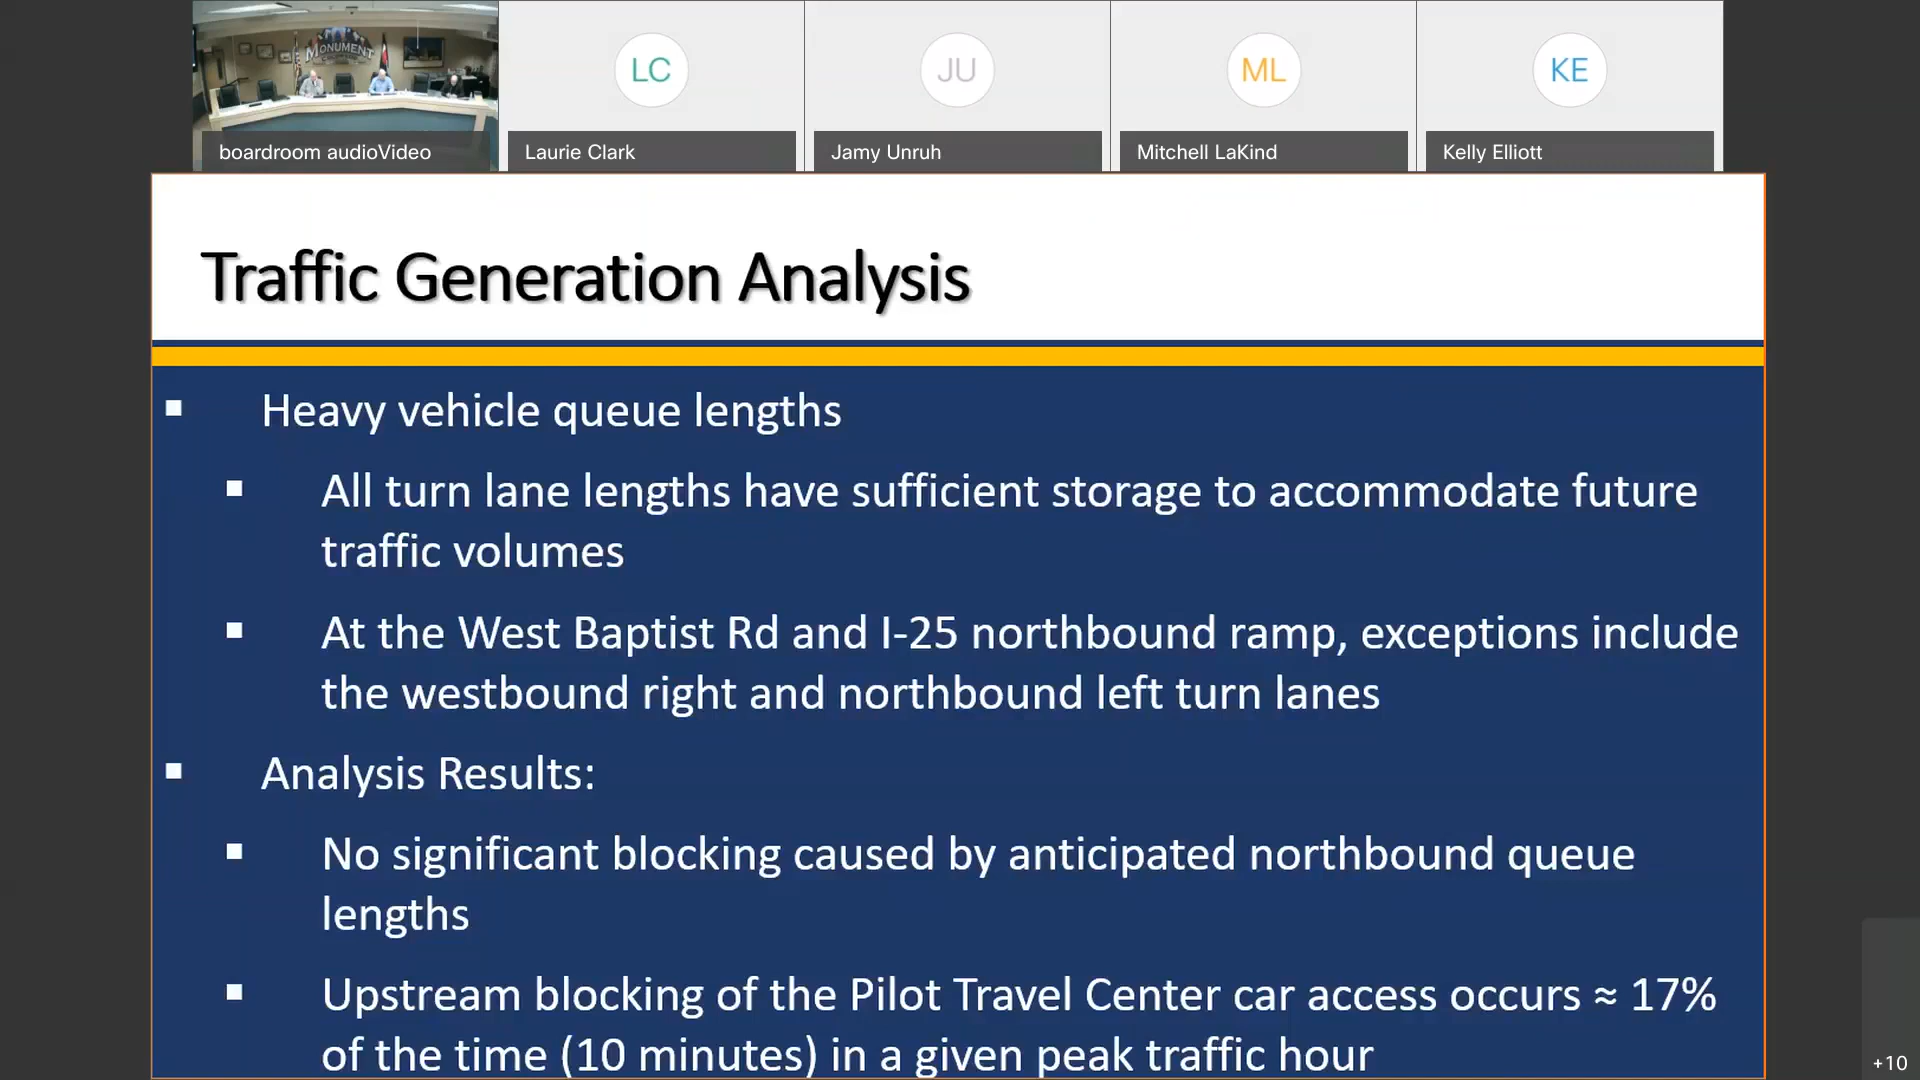 MONUMENT
LC
JU
ML
KE
boardroom audioVideo
Laurie Clark
Jamy Unruh
Mitchell LaKind
Kelly Elliott
Traffic Generation Analysis
▪ Heavy vehicle queue lengths
▪ All turn lane lengths have sufficient storage to accommodate future
traffic volumes
▪ At the West Baptist Rd and I-25 northbound ramp, exceptions include
the westbound right and northbound left turn lanes
▪ Analysis Results:
▪ No significant blocking caused by anticipated northbound queue
lengths
▪ Upstream blocking of the Pilot Travel Center car access occurs ≈ 17%
of the time (10 minutes) in a given peak traffic hour
+10